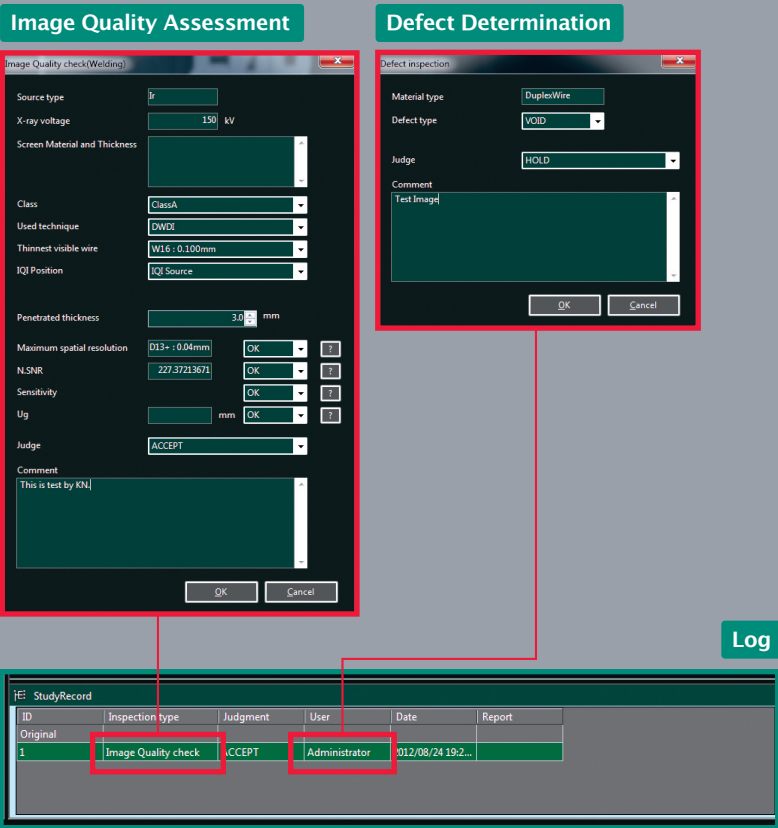 Image Quality Assessment
Defect Determination
Image Quality check(Welding)
Source type Ir
X-ray voltage 150 kV
Screen Material and Thickness
Class ClassA
Used technique DWDI
Thinnest visible wire W16 : 0.100mm
IQI Position IQI Source
Penetrated thickness 3.0 mm
Maximum spatial resolution D13+ : 0.04mm OK ?
N.SNR 227.37213671 OK ?
Sensitivity OK ?
Ug mm OK ?
Judge ACCEPT
Comment
This is test by KN.
OK Cancel
Defect inspection
Material type DuplexWire
Defect type VOID
Judge HOLD
Comment
Test Image
OK Cancel
Log
StudyRecord
ID Inspection type Judgment User Date Report
Original
1 Image Quality check ACCEPT Administrator 2012/08/24 19:2...